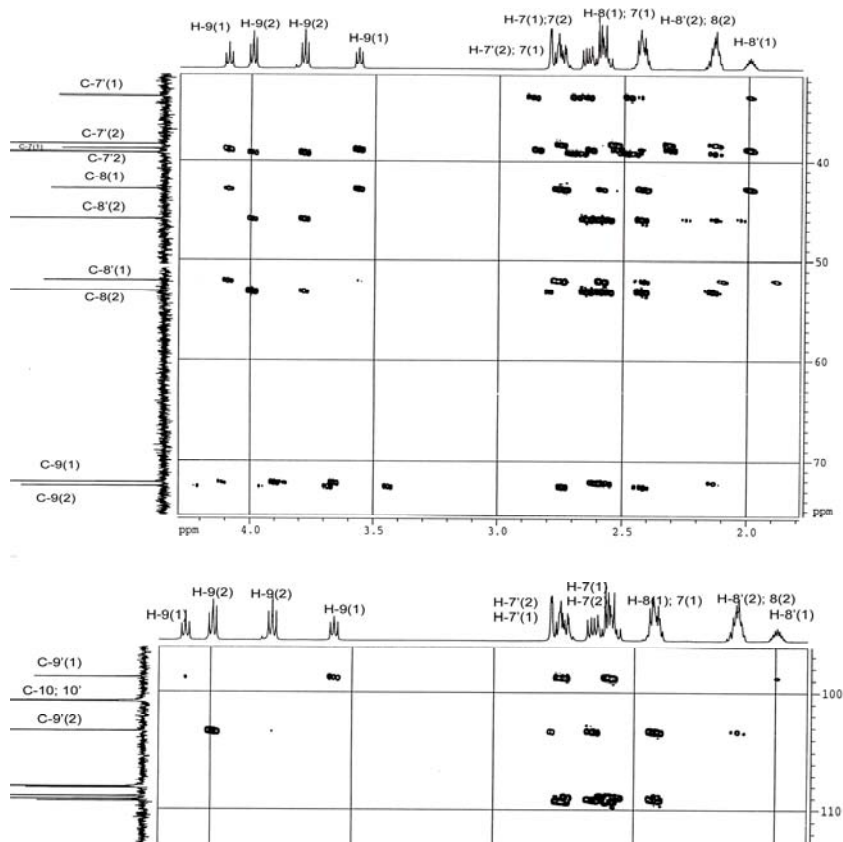 H-9(1)
H-9(2)
H-9(2)
H-9(1)
H-7(1);7(2)
H-7'(2); 7(1)
H-8(1); 7(1)
H-8'(2); 8(2)
H-8'(1)
C-7'(1)
C-7'(2)
C-7(1)
C-7'2)
C-8(1)
C-8'(2)
C-8'(1)
C-8(2)
C-9(1)
C-9(2)
40
50
60
70
ppm
ppm 4.0 3.5 3.0 2.5 2.0
H-9(1)
H-9(2)
H-9(2)
H-9(1)
H-7'(2)
H-7'(1)
H-7(1)
H-7(2)
H-8(1); 7(1)
H-8'(2); 8(2)
H-8'(1)
C-9'(1)
C-10; 10'
C-9'(2)
100
110